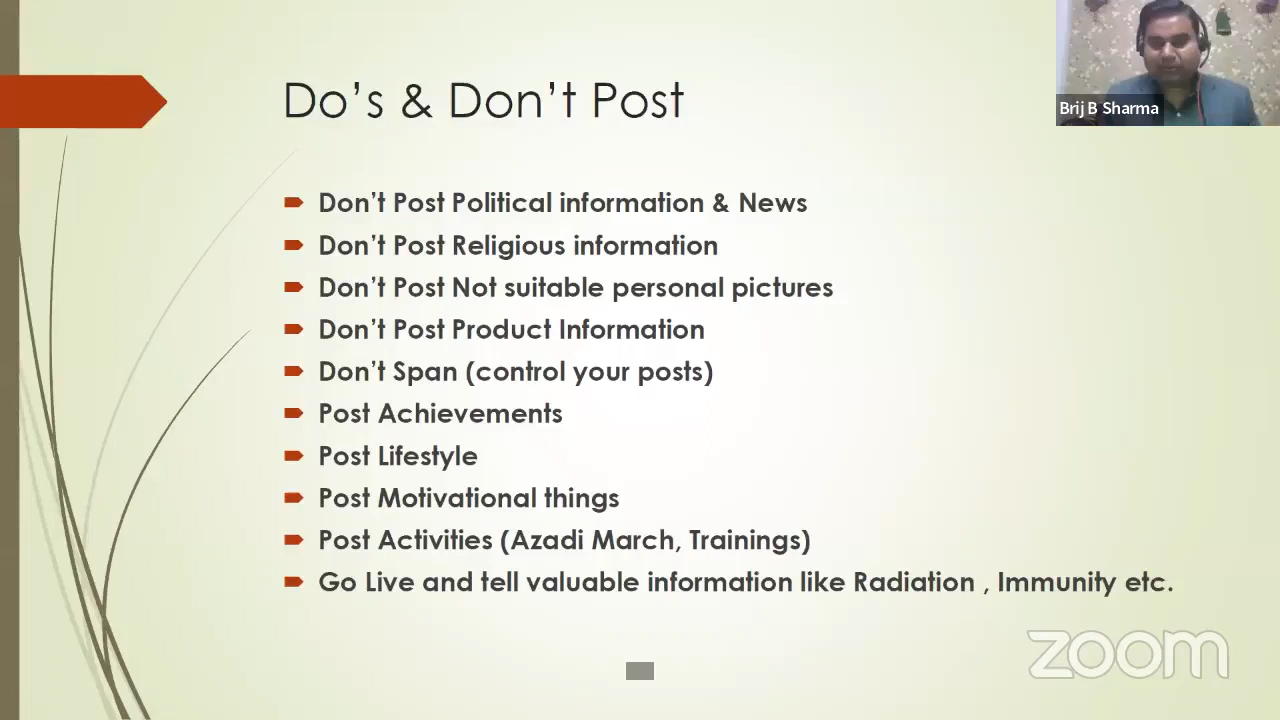 Do's & Don't Post
Brij B Sharma
Don't Post Political information & News
Don't Post Religious information
Don't Post Not suitable personal pictures
Don't Post Product Information
Don't Span (control your posts)
Post Achievements
Post Lifestyle
Post Motivational things
Post Activities (Azadi March, Trainings)
Go Live and tell valuable information like Radiation , Immunity etc.
zoom